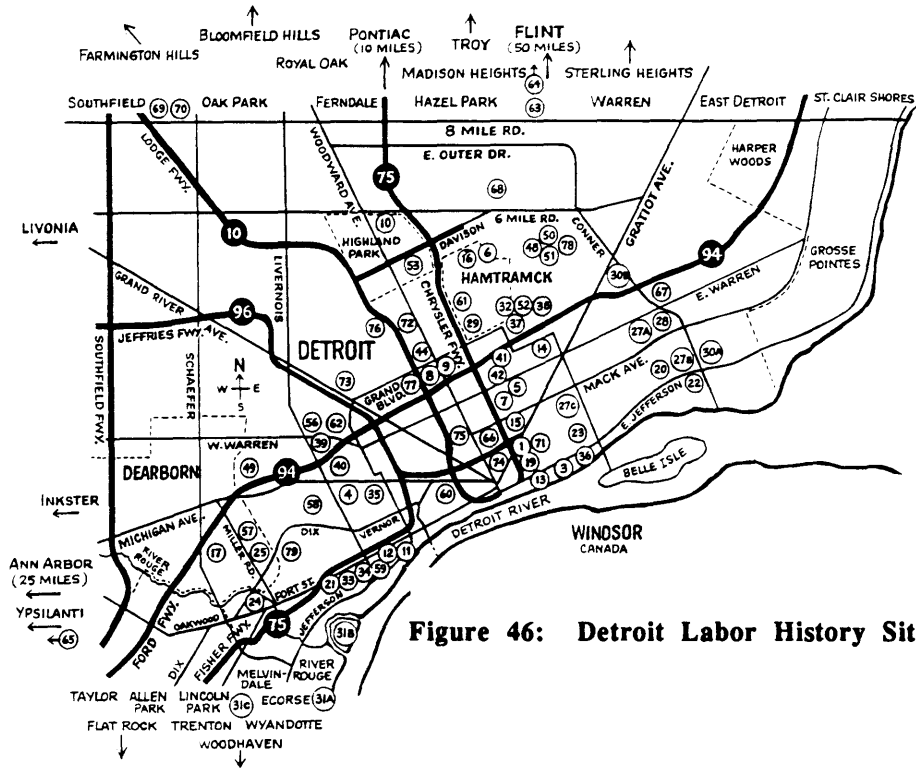 BLOOMFIELD HILLS
PONTIAC
(10 MILES)
TROY
FLINT
(50 MILES)
FARMINGTON HILLS
ROYAL OAK
MADISON HEIGHTS
64
STERLING HEIGHTS
SOUTHFIELD
69 70
OAK PARK
FERNDALE
HAZEL PARK
63
WARREN
EAST DETROIT
ST. CLAIR SHORES
8 MILE RD.
E. OUTER DR.
LODGE FWY.
WOODWARD AVE.
75
68
GRATIOT AVE.
HARPER
WOODS
LIVONIA
10
10
HIGHLAND
PARK
DAVISON
6 MILE RD.
CONNER
53
16 6
50
48 51 78
HAMTRAMCK
94
GROSSE
POINTES
GRAND RIVER AVE.
LIVERNOIS
30B
67
E. WARREN
96
JEFFRIES FWY.
CHRYSLER FWY.
61
29
32 52 38
37
76 72
DETROIT
27A 28
SOUTHFIELD FWY.
SCHAEFER
N
W E
S
44
41
14
MACK AVE.
73
GRAND
BLVD.
77 8 9
42
5
7
20 27B 30A
22
E. JEFFERSON
56 62
39
27C
W. WARREN
75 66
15
1 71
23
DEARBORN
49
94
40
74 19
13 3 36
BELLE ISLE
INKSTER
58
4 35
60
DETROIT RIVER
MICHIGAN AVE.
57
MILLER RD.
DIX
VERNOR
WINDSOR
CANADA
ANN ARBOR
(25 MILES)
RIVER
ROUGE
17
25 79
12 11
YPSILANTI
65
FORT ST.
21 33 34 59
24
OAKWOOD
75
JEFFERSON
31B
Figure 46: Detroit Labor History Sit
FORD FWY.
DIX
FISHER FWY.
MELVIN-
DALE
RIVER
ROUGE
TAYLOR
ALLEN
PARK
LINCOLN
PARK
31C
ECORSE
31A
FLAT ROCK
TRENTON
WYANDOTTE
WOODHAVEN